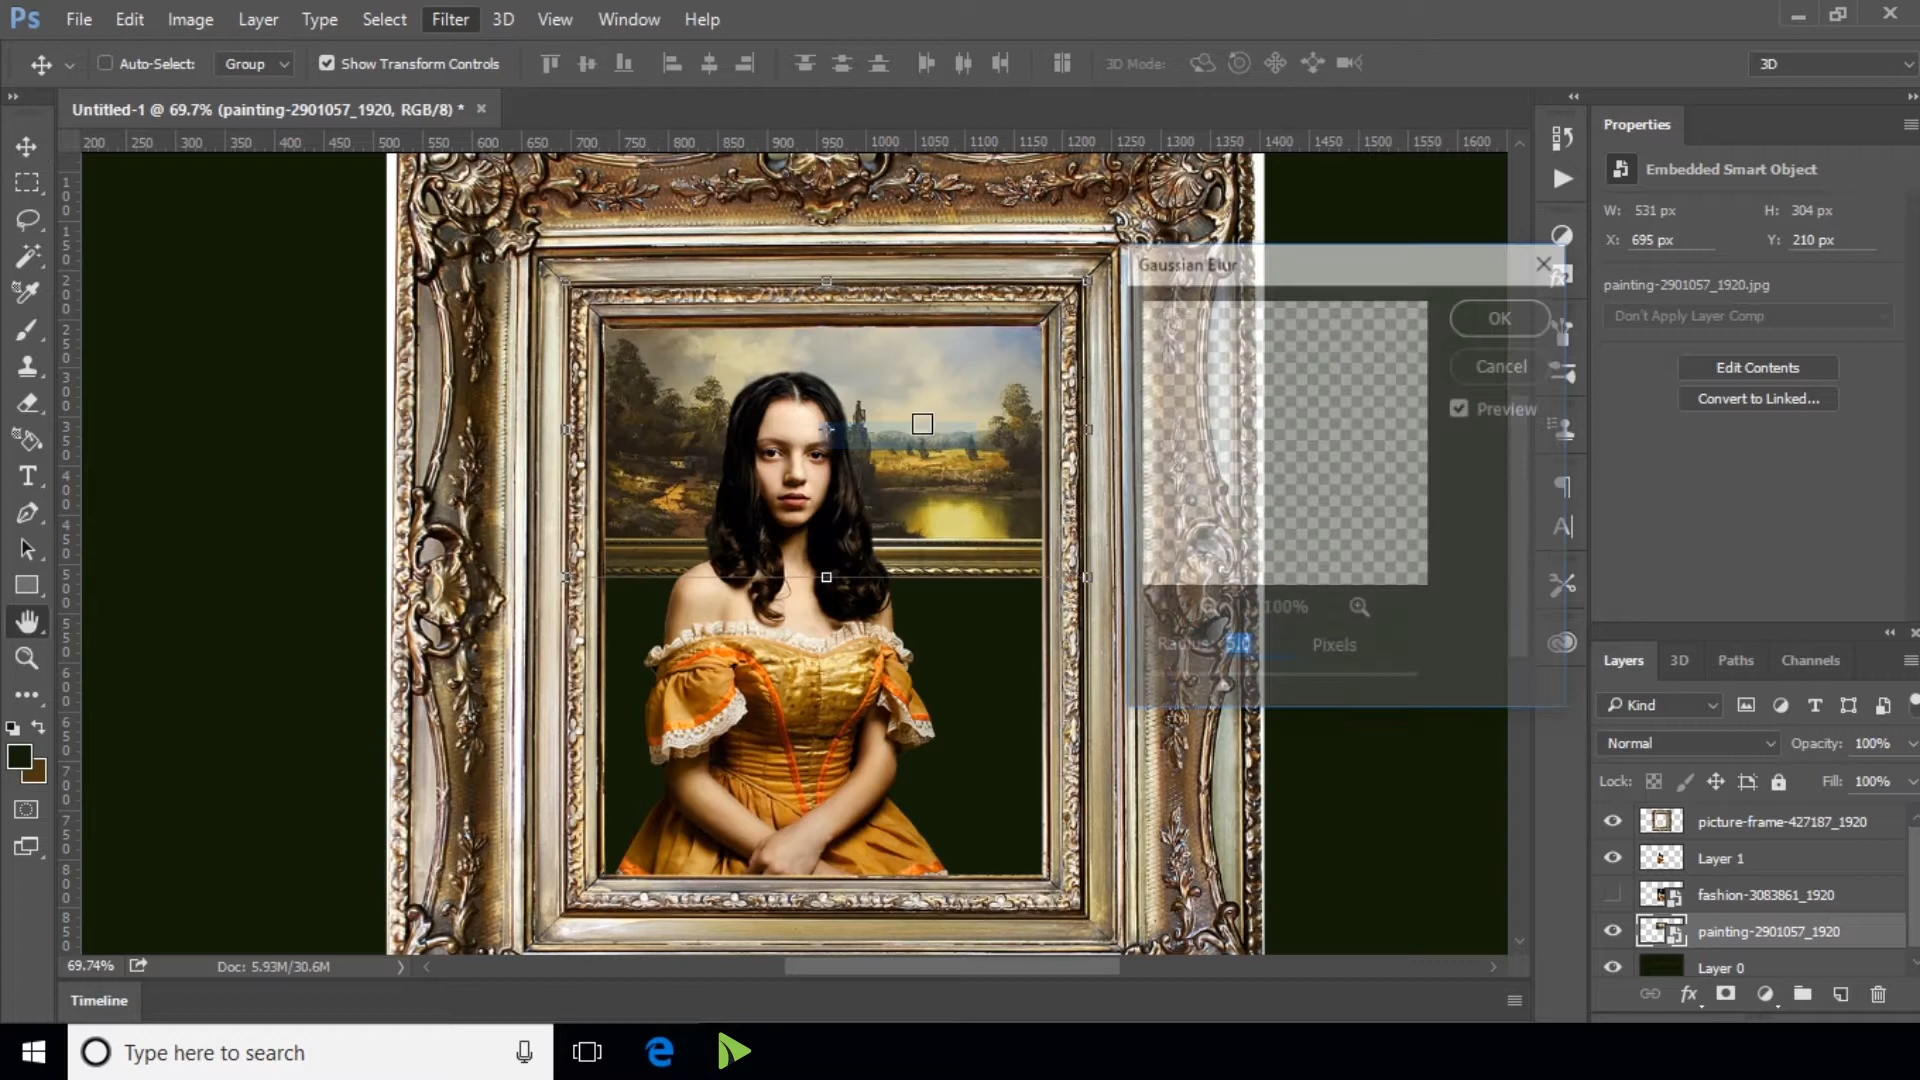 Ps File Edit Image Layer Type Select Filter 3D View Window Help
Auto-Select: Group Show Transform Controls 3D Mode: 3D
Untitled-1 @ 69.7% (painting-2901057_1920, RGB/8) *
200 250 300 350 400 450 500 550 600 650 700 750 800 850 900 950 1000 1050 1100 1150 1200 1250 1300 1350 1400 1450 1500 1550 1600
Properties
Embedded Smart Object
W: 531 px H: 304 px
X: 695 px Y: 210 px
painting-2901057_1920.jpg
Don't Apply Layer Comp
Edit Contents
Convert to Linked...
Gaussian Blur
OK
Cancel
Preview
100%
Radius: 5.0 Pixels
Layers 3D Paths Channels
Kind
Normal Opacity: 100%
Lock: Fill: 100%
picture-frame-427187_1920
Layer 1
fashion-3083861_1920
painting-2901057_1920
Layer 0
fx
69.74% Doc: 5.93M/30.6M
Timeline
Type here to search